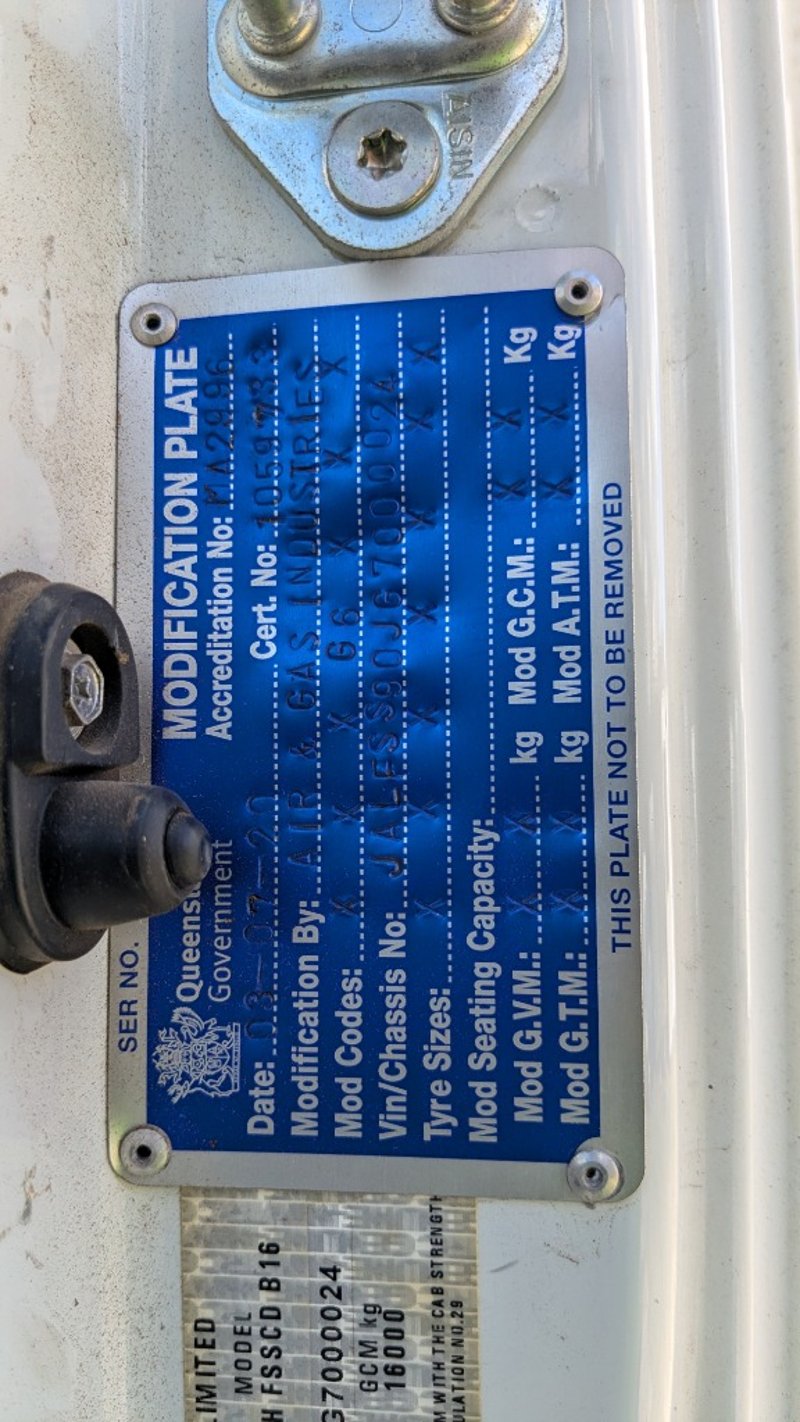 AISIN
SER NO.
Queensl
Government
MODIFICATION PLATE
Accreditation No: MA2996
Date: 03-07-20 Cert. No: 10597833
Modification By: AIR & GAS INDUSTRIES
Mod Codes: X X X G6 X X X
Vin/Chassis No: JALFSS90JG7000024
Tyre Sizes: X X X X X X X
Mod Seating Capacity:
Mod G.V.M.: X X kg Mod G.C.M.: X X Kg
Mod G.T.M.: X X kg Mod A.T.M.: X X Kg
THIS PLATE NOT TO BE REMOVED
LIMITED
MODEL
H FSSCD B16
G7000024
GCM kg
16000
M WITH THE CAB STRENGTH
ULATION NO.29